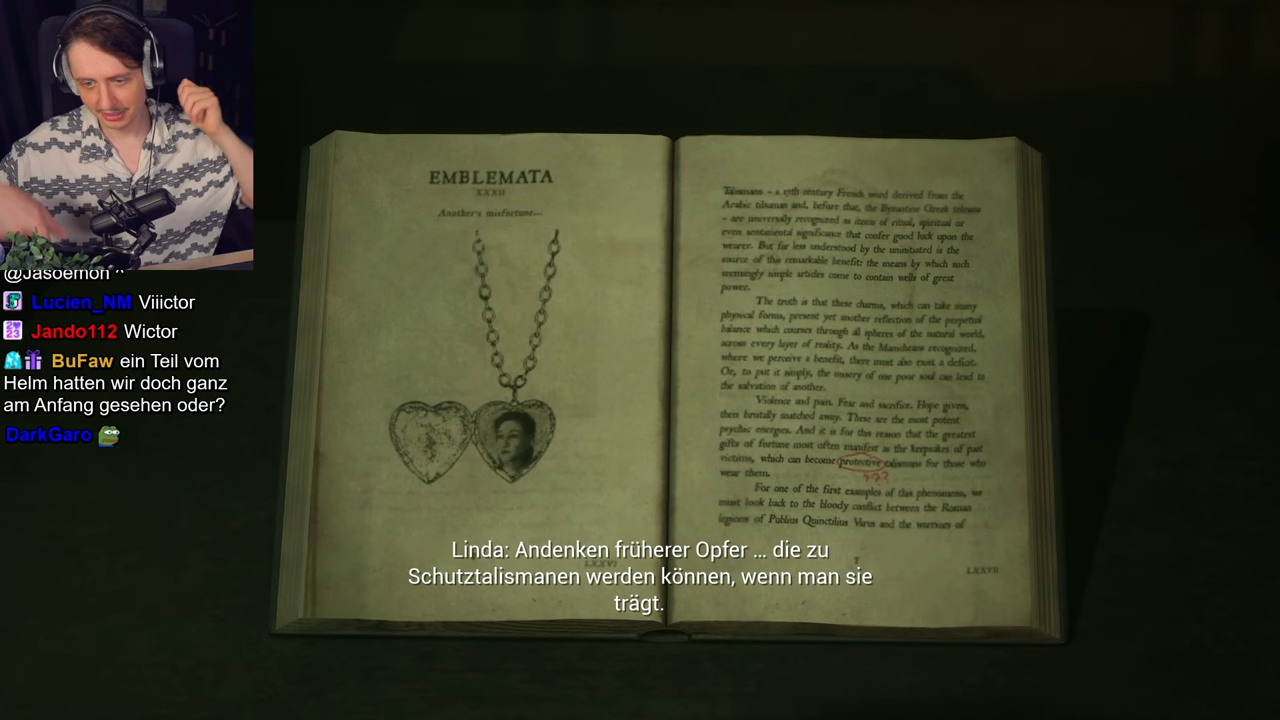 @Jasoemon ^^
Lucien_NM Viiictor
Jando112 Wictor
BuFaw ein Teil vom
Helm hatten wir doch ganz
am Anfang gesehen oder?
DarkGaro
EMBLEMATA
XXXII
Another's misfortune...
Talismans - a 17th century French word derived from the
Arabic tilsaman and, before that, the Byzantine Greek telesma
- are universally recognized as items of ritual, spiritual or
even sentimental significance that confer good luck upon the
wearer. But far less understood by the uninitiated is the
source of this remarkable benefit: the means by which such
seemingly simple articles come to contain wells of great
power.
The truth is that these charms, which can take many
physical forms, present yet another reflection of the perpetual
balance which courses through all spheres of the natural world,
across every layer of reality. As the Manicheans recognized,
where we perceive a benefit, there must also exist a deficit.
Or, to put it simply, the misery of one poor soul can lead to
the salvation of another.
Violence and pain. Fear and sacrifice. Hope given,
then brutally snatched away. These are the most potent
psychic energies. And it is for this reason that the greatest
gifts of fortune most often manifest as the keepsakes of past
victims, which can become protective talismans for those who
wear them.
???
For one of the first examples of this phenomenon, we
must look back to the bloody conflict between the Roman
legions of Publius Quinctilius Varus and the warriors of
LXXVI
LXXVII
Linda: Andenken früherer Opfer ... die zu
Schutztalismanen werden können, wenn man sie
trägt.